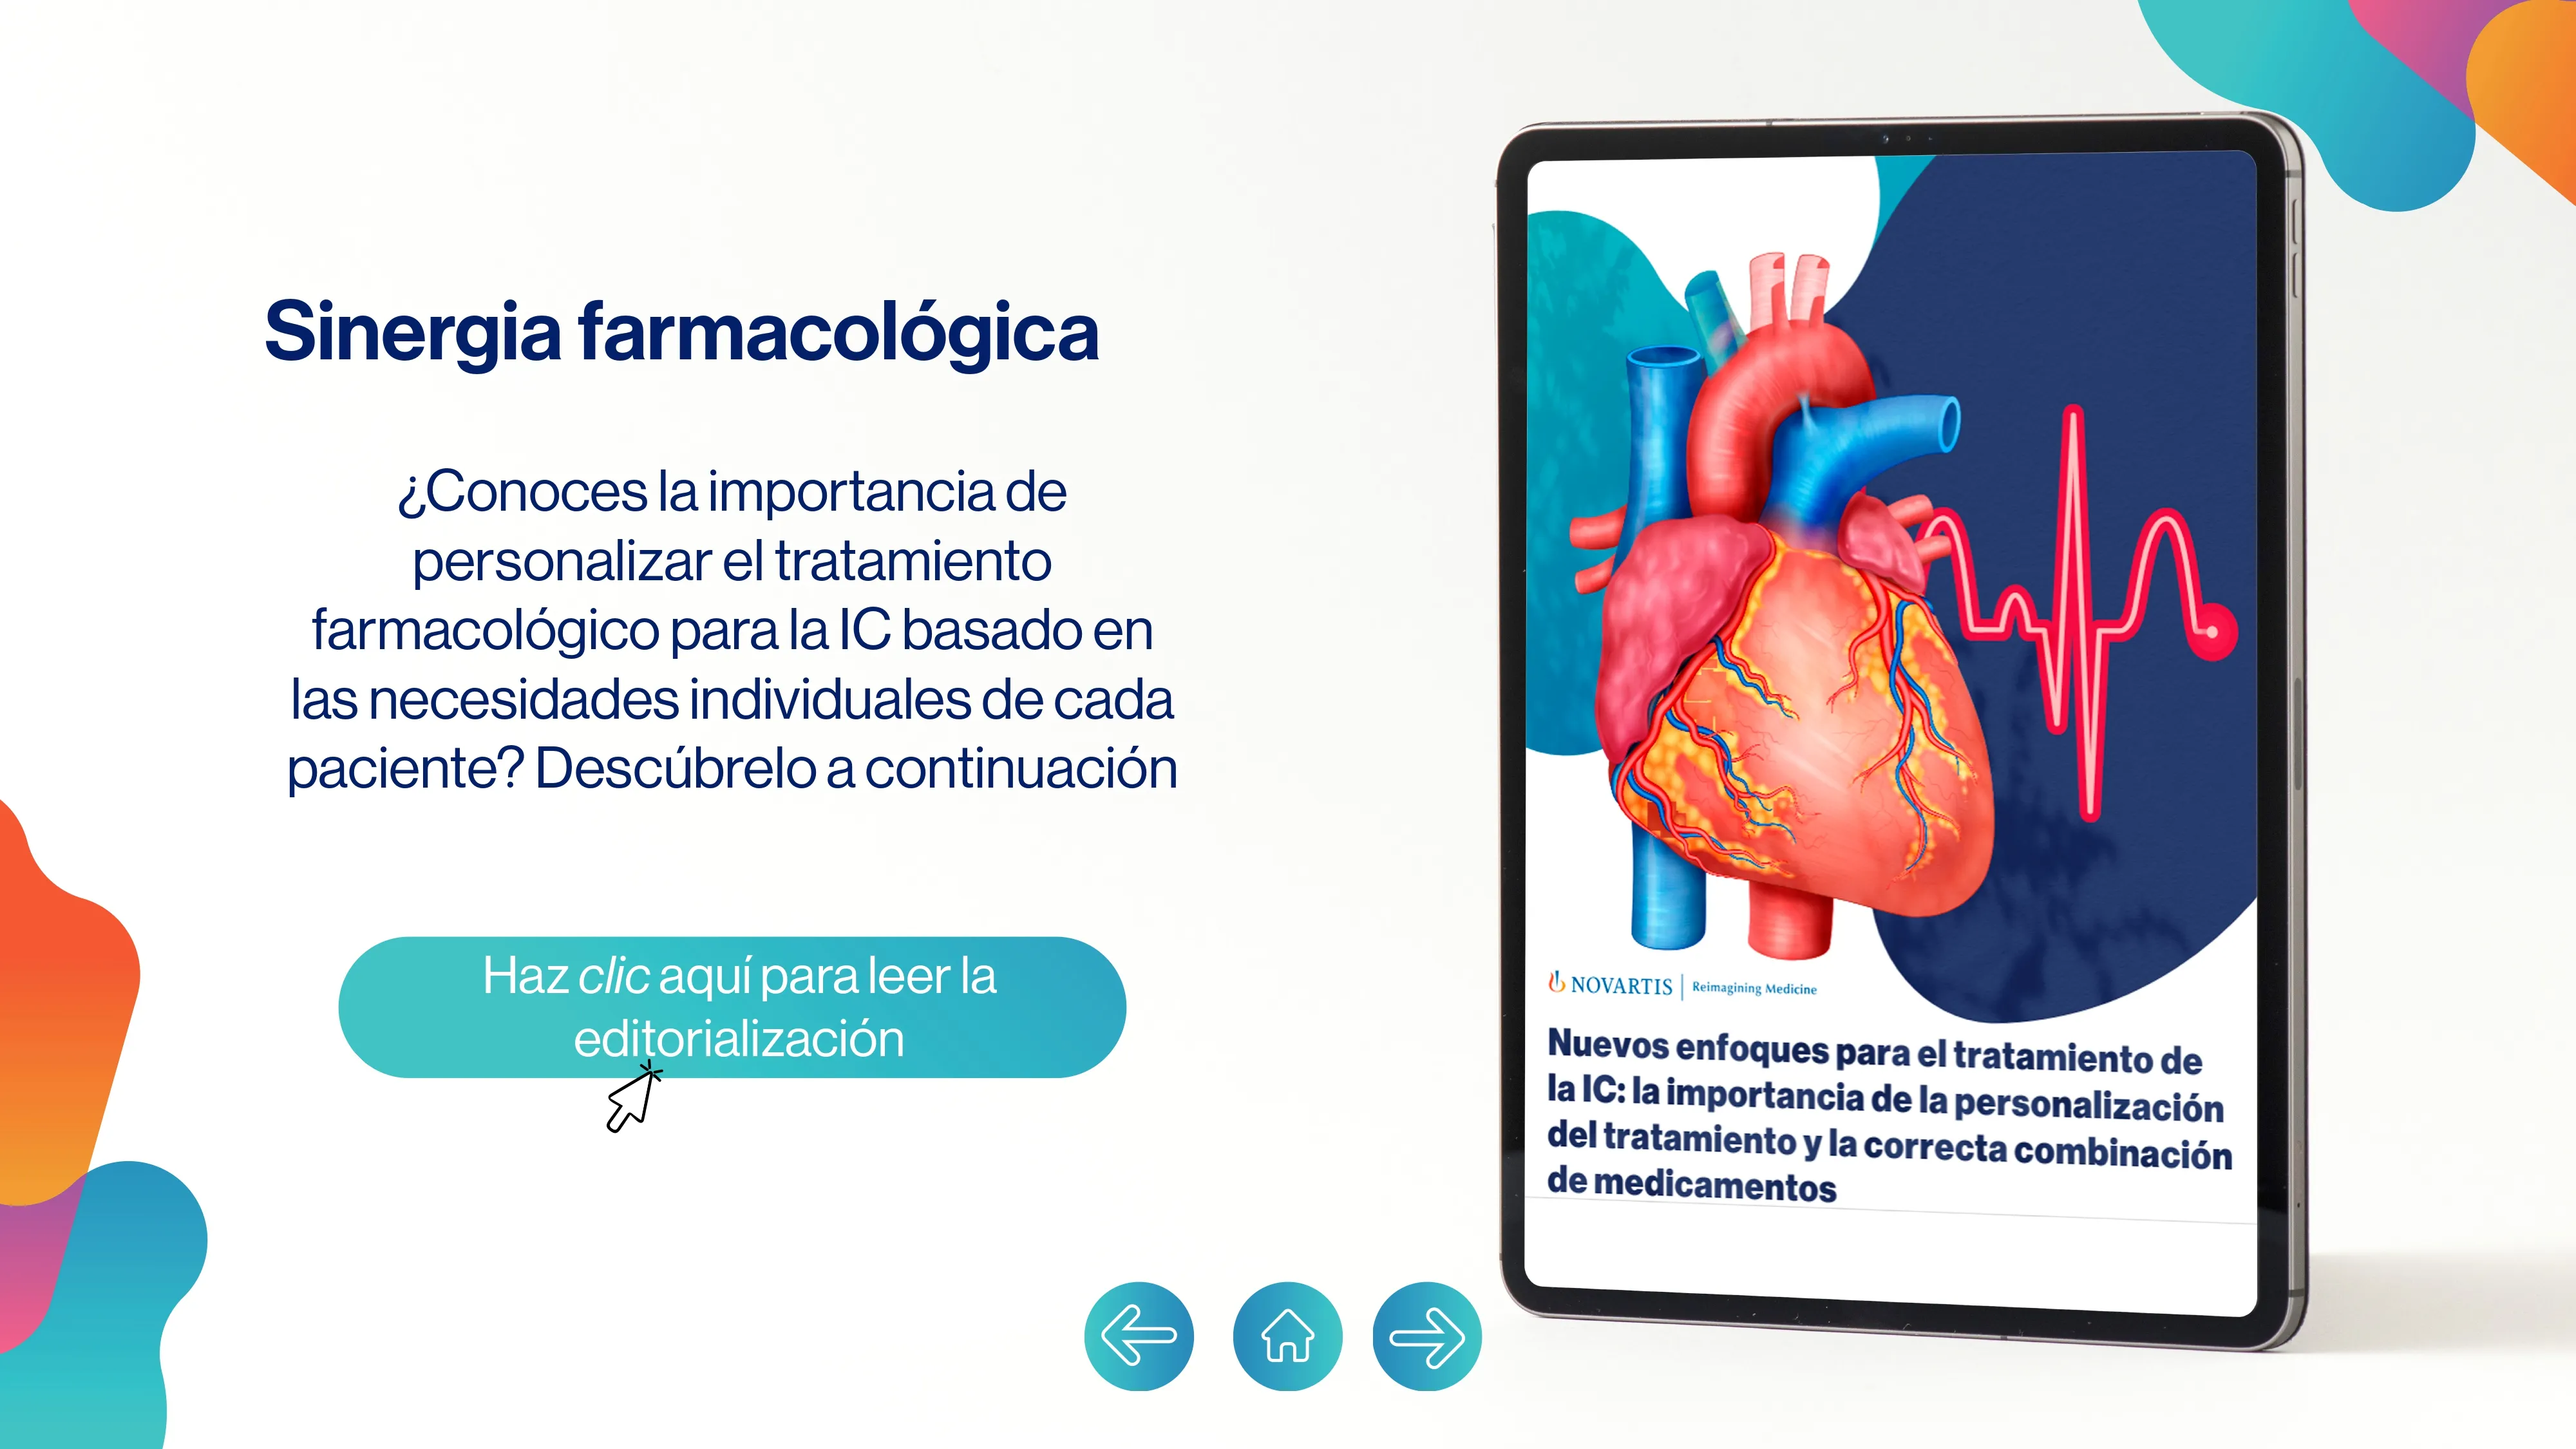 Sinergia farmacológica
¿Conoces la importancia de
personalizar el tratamiento
farmacológico para la IC basado en
las necesidades individuales de cada
paciente? Descúbrelo a continuación
Haz clic aquí para leer la
editorialización
NOVARTIS | Reimagining Medicine
Nuevos enfoques para el tratamiento de
la IC: la importancia de la personalización
del tratamiento y la correcta combinación
de medicamentos